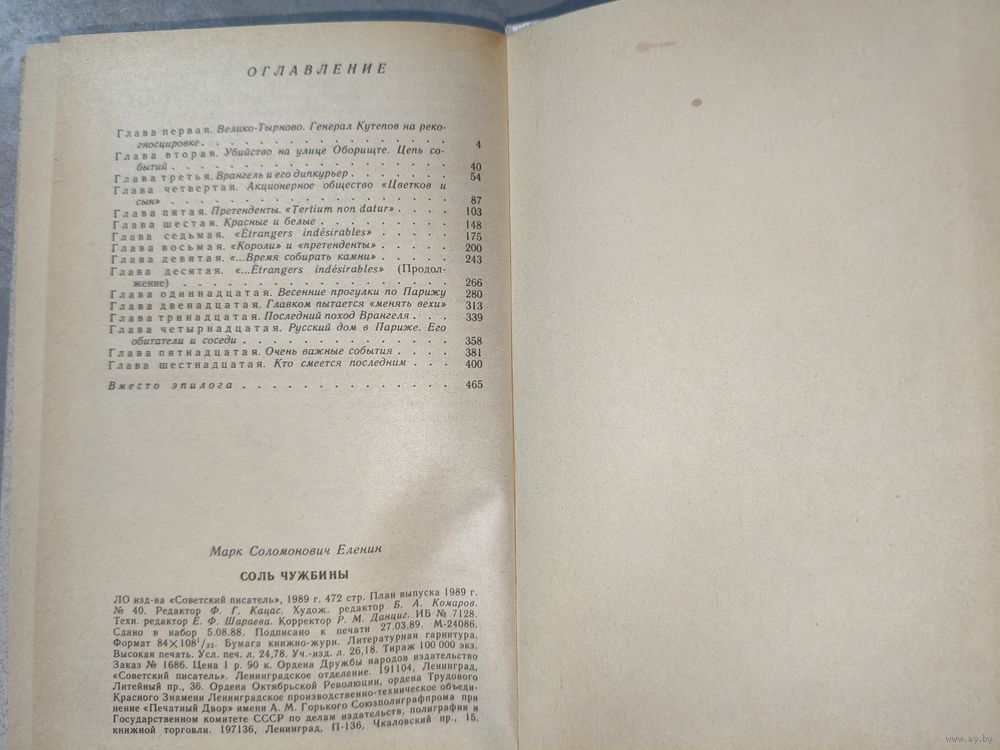 ОГЛАВЛЕНИЕ
Глава первая. Велико-Тырново. Генерал Кутепов на реко-
гносцировке . . . . . . . . . . . . . . . . 4
Глава вторая. Убийство на улице Оборище. Цепь со-
бытий . . . . . . . . . . . . . . . . . . 40
Глава третья. Врангель и его дипкурьер . . . . . . . 54
Глава четвертая. Акционерное общество «Цветков и
сын» . . . . . . . . . . . . . . . . . . 87
Глава пятая. Претенденты. «Tertium non datur» . . . . 103
Глава шестая. Красные и белые . . . . . . . . . 148
Глава седьмая. «Étrangers indésirables» . . . . . 175
Глава восьмая. «Короли» и «претенденты» . . . . . 200
Глава девятая. «...Время собирать камни» . . . . . 243
Глава десятая. «...Étrangers indésirables» (Продол-
жение) . . . . . . . . . . . . . . . . . 266
Глава одиннадцатая. Весенние прогулки по Парижу 280
Глава двенадцатая. Главком пытается «менять вехи» 313
Глава тринадцатая. Последний поход Врангеля . . . 339
Глава четырнадцатая. Русский дом в Париже. Его
обитатели и соседи . . . . . . . . . . . . . 358
Глава пятнадцатая. Очень важные события . . . . 381
Глава шестнадцатая. Кто смеется последним . . . 400
Вместо эпилога . . . . . . . . . . . . . . 465
Марк Соломонович Еленин
СОЛЬ ЧУЖБИНЫ
ЛО изд-ва «Советский писатель», 1989 г. 472 стр. План выпуска 1989 г.
№ 40. Редактор Ф. Г. Кацас. Худож. редактор Б. А. Комаров.
Техн. редактор Е. Ф. Шараева. Корректор Р. М. Данциг. ИБ № 7128.
Сдано в набор 5.08.88. Подписано к печати 27.03.89. М-24086.
Формат 84×108¹/₃₂. Бумага книжно-журн. Литературная гарнитура.
Высокая печать. Усл. печ. л. 24,78. Уч.-изд. л. 26,18. Тираж 100 000 экз.
Заказ № 1686. Цена 1 р. 90 к. Ордена Дружбы народов издательство
«Советский писатель». Ленинградское отделение. 191104, Ленинград,
Литейный пр., 36. Ордена Октябрьской Революции, ордена Трудового
Красного Знамени Ленинградское производственно-техническое объеди-
нение «Печатный Двор» имени А. М. Горького Союзполиграфпрома при
Государственном комитете СССР по делам издательств, полиграфии и
книжной торговли. 197136, Ленинград, П-136, Чкаловский пр., 15.
www.ay.by